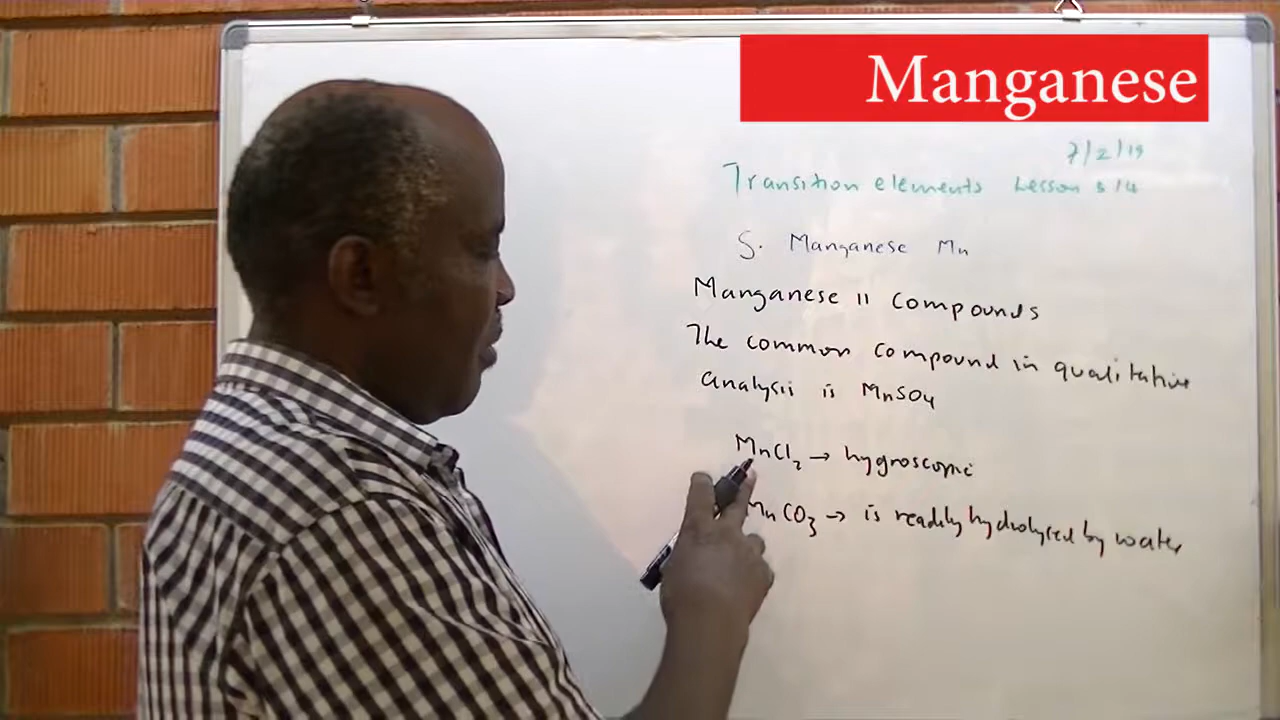 Manganese
7/2/19
Transition elements Lesson 3/4
5. Manganese Mn
Manganese II Compounds
The common compound in qualitative
analysis is MnSO4
MnCl2 → hygroscopic
MnCO3 → is readily hydrolysed by water